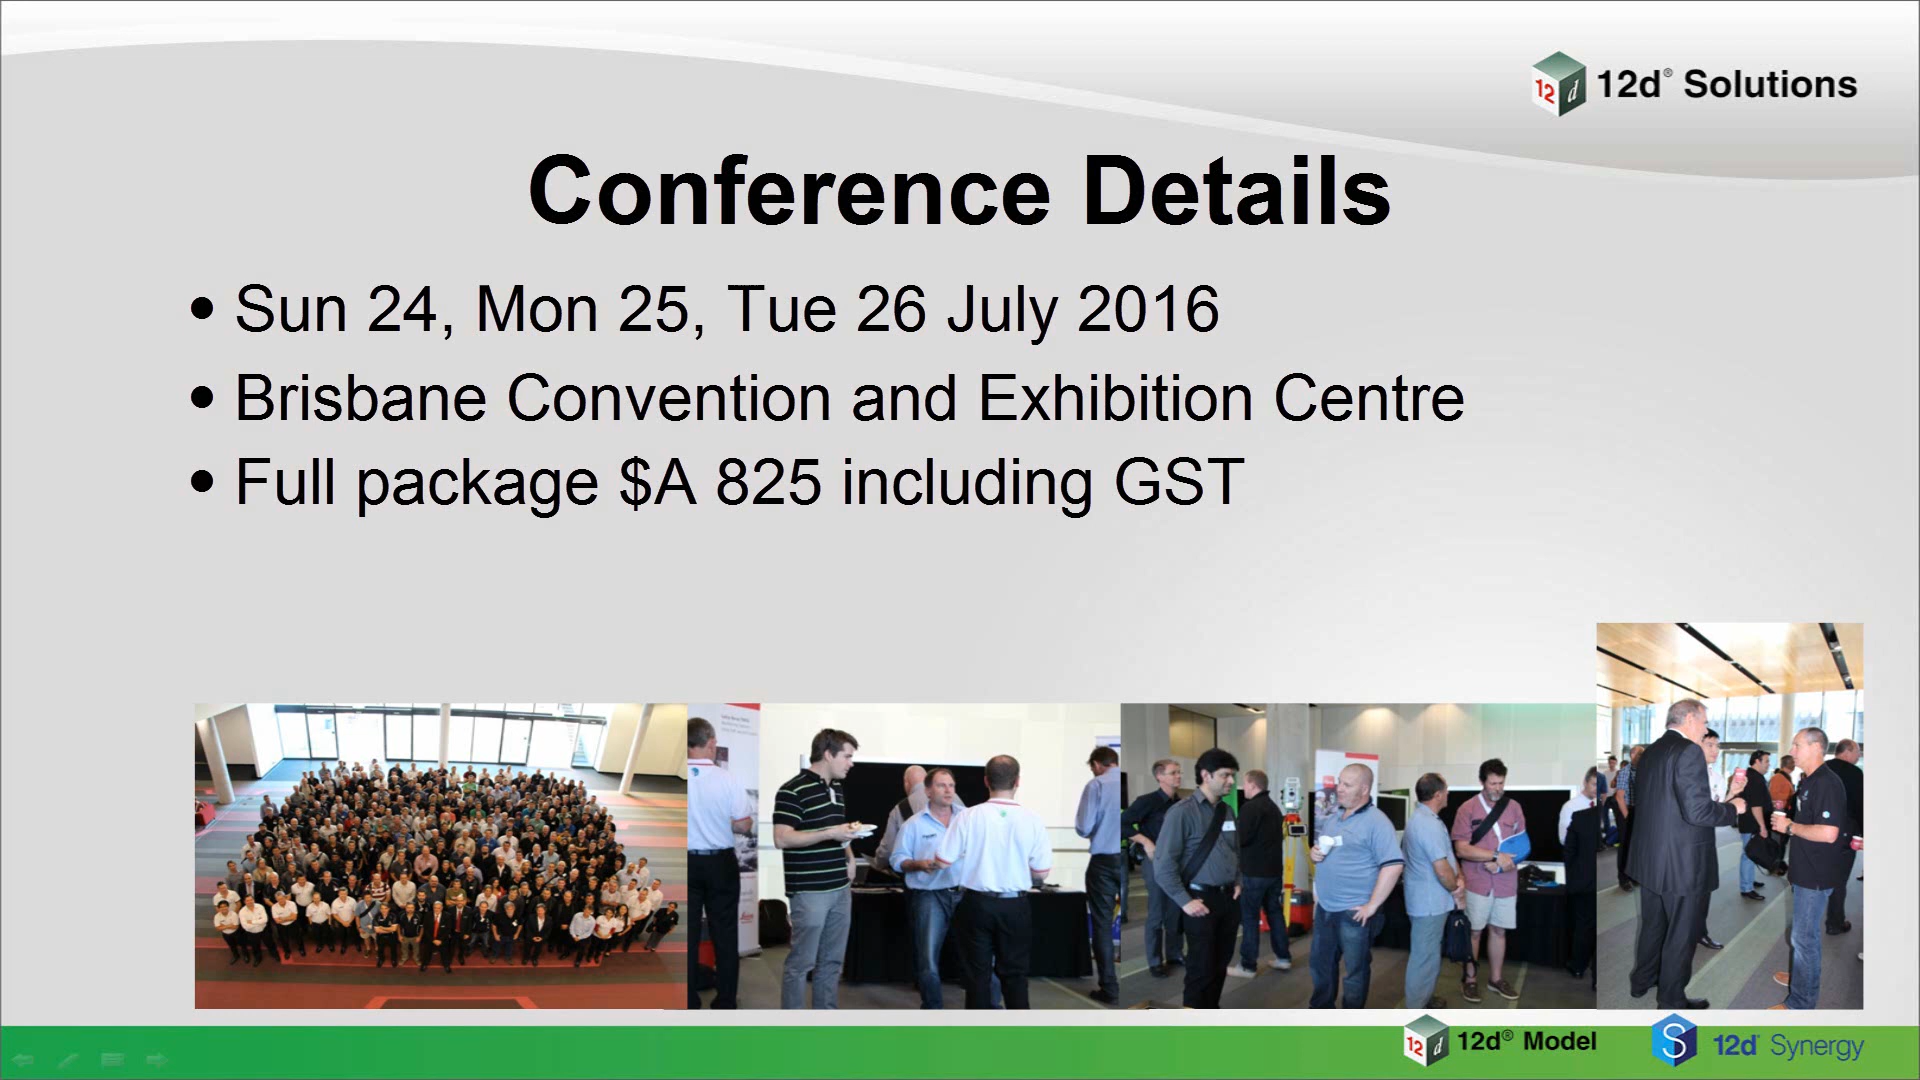 12d® Solutions
Conference Details
• Sun 24, Mon 25, Tue 26 July 2016
• Brisbane Convention and Exhibition Centre
• Full package $A 825 including GST
12d® Model
12d Synergy